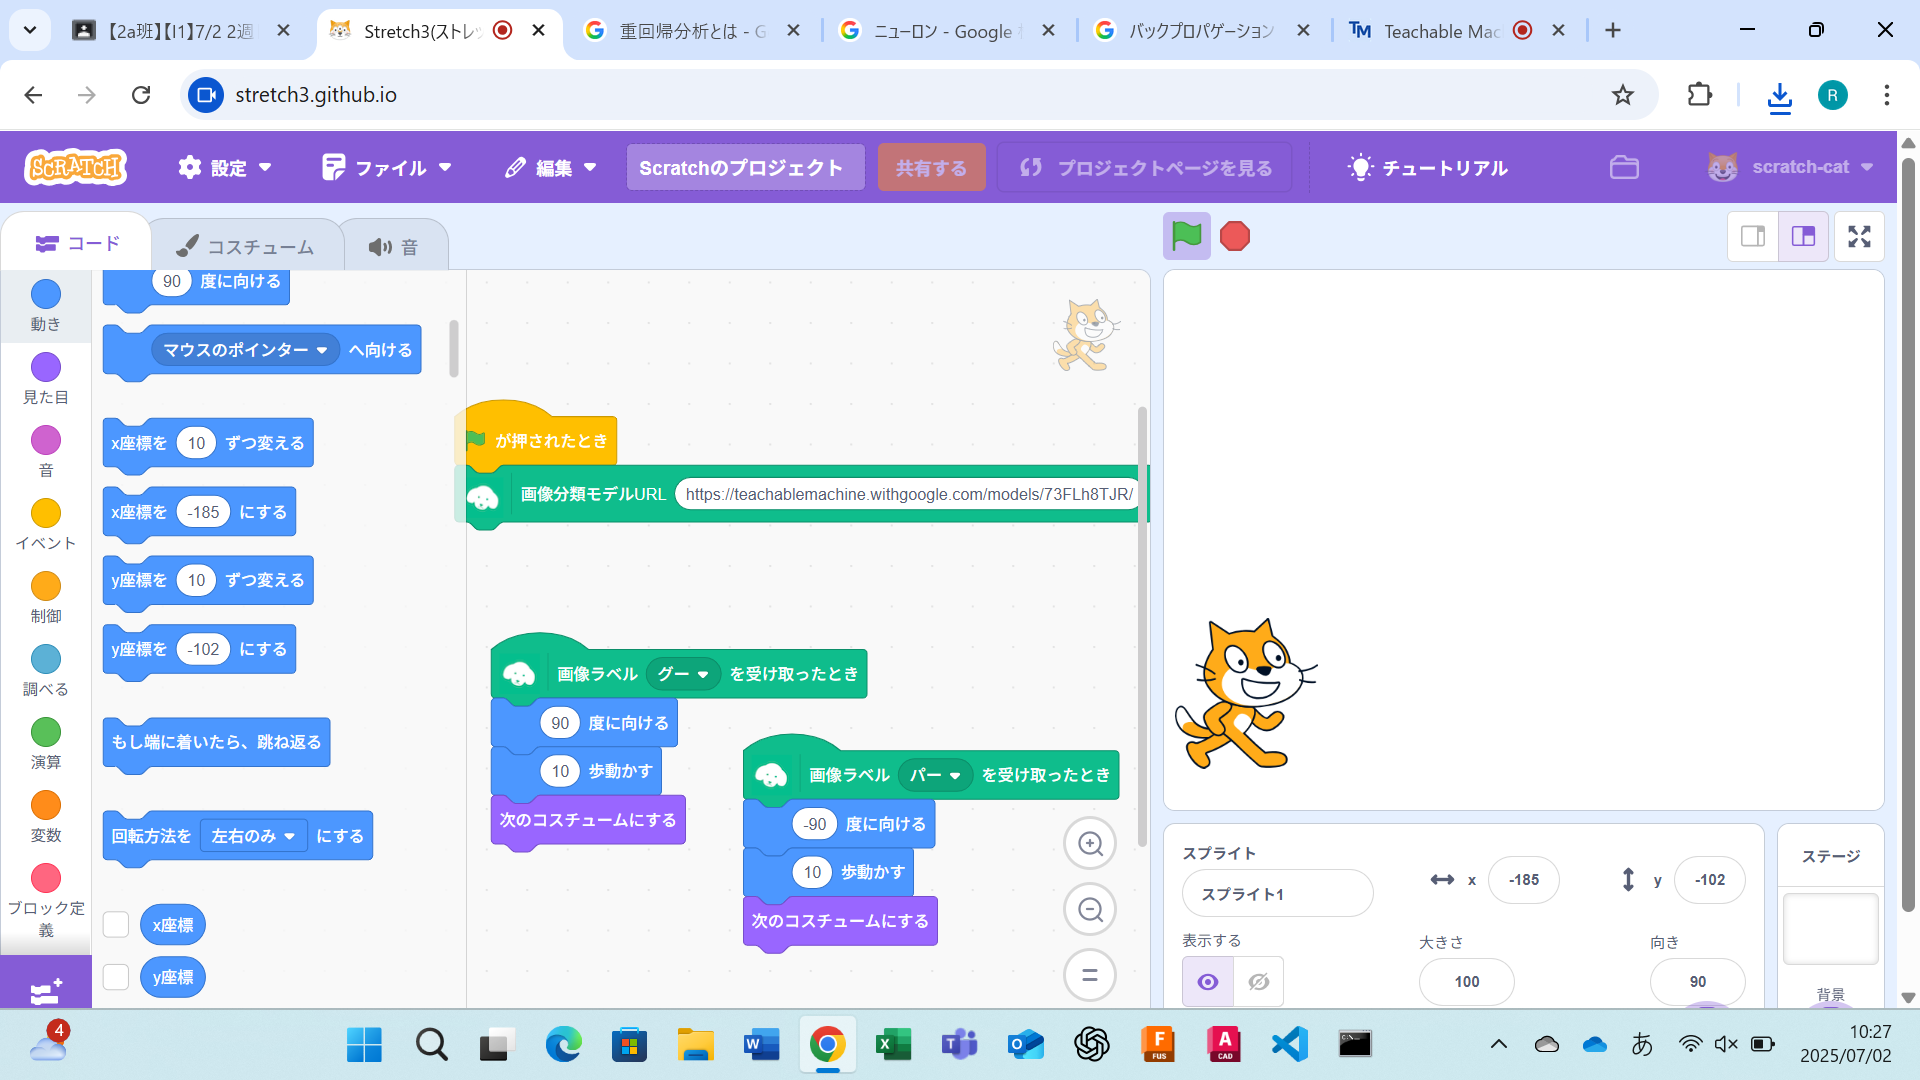 【2a班】【I1】7/2 2週
Stretch3(ストレッ
重回帰分析とは - G
ニューロン - Google
バックプロパゲーション
Teachable Mac
stretch3.github.io
R
SCRATCH
設定
ファイル
編集
Scratchのプロジェクト
共有する
プロジェクトページを見る
チュートリアル
scratch-cat
コード
コスチューム
音
動き
見た目
音
イベント
制御
調べる
演算
変数
ブロック定
義
90 度に向ける
マウスのポインター へ向ける
x座標を 10 ずつ変える
x座標を -185 にする
y座標を 10 ずつ変える
y座標を -102 にする
もし端に着いたら、跳ね返る
回転方法を 左右のみ にする
x座標
y座標
が押されたとき
画像分類モデルURL https://teachablemachine.withgoogle.com/models/73FLh8TJR/
画像ラベル グー を受け取ったとき
90 度に向ける
10 歩動かす
次のコスチュームにする
画像ラベル パー を受け取ったとき
-90 度に向ける
10 歩動かす
次のコスチュームにする
スプライト
スプライト1
x -185
y -102
表示する
大きさ
100
向き
90
ステージ
背景
4
あ
10:27
2025/07/02